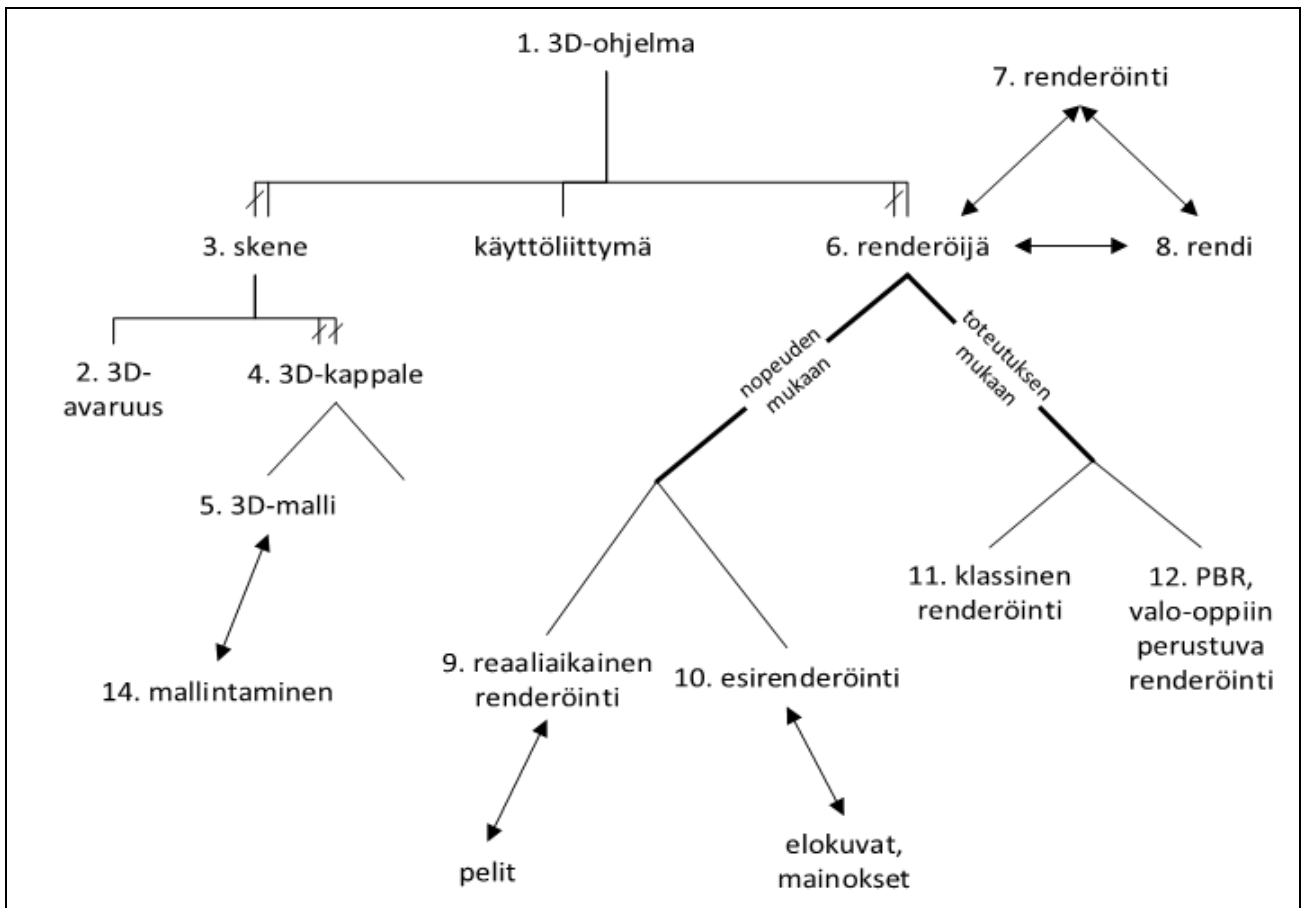 1. 3D-ohjelma
7. renderöinti
3. skene
käyttöliittymä
6. renderöijä
8. rendi
nopeuden
mukaan
toteutuksen
mukaan
2. 3D-
avaruus
4. 3D-kappale
5. 3D-malli
11. klassinen
renderöinti
12. PBR,
valo-oppiin
perustuva
renderöinti
9. reaaliaikainen
renderöinti
10. esirenderöinti
14. mallintaminen
pelit
elokuvat,
mainokset